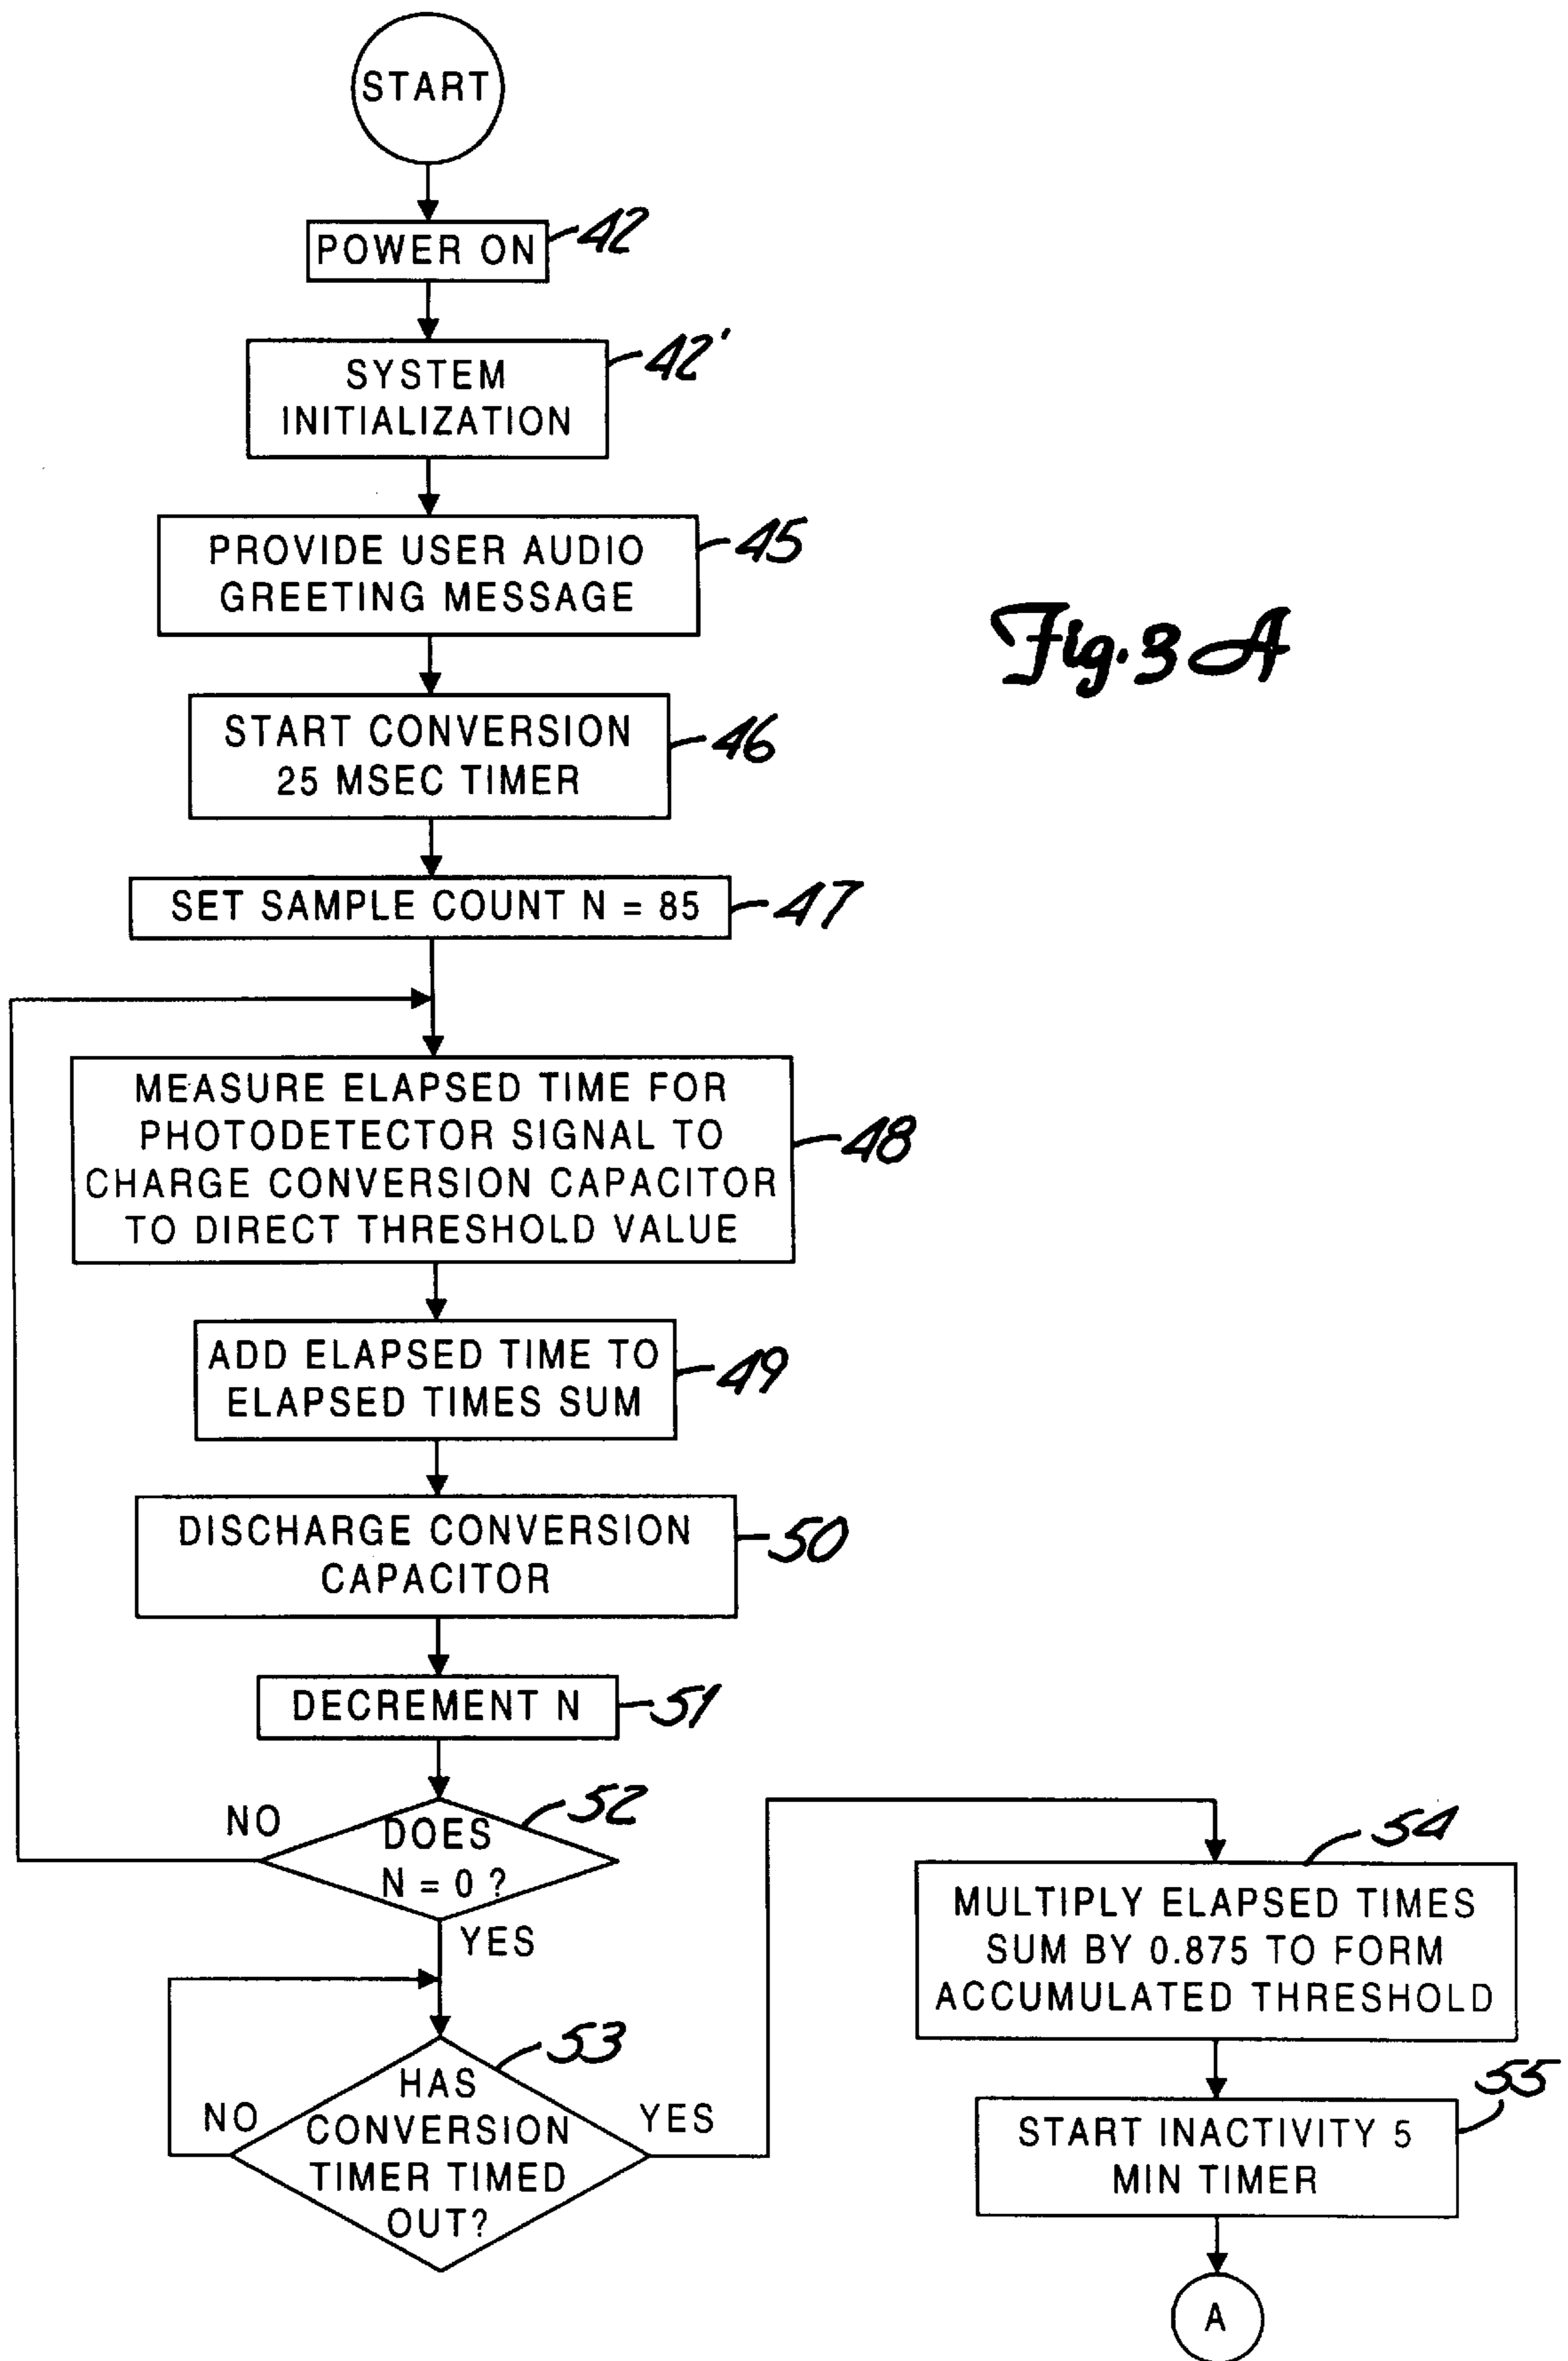 START
POWER ON
42
SYSTEM
INITIALIZATION
42'
PROVIDE USER AUDIO
GREETING MESSAGE
45
Fig. 3A
START CONVERSION
25 MSEC TIMER
46
SET SAMPLE COUNT N = 85
47
MEASURE ELAPSED TIME FOR
PHOTODETECTOR SIGNAL TO
CHARGE CONVERSION CAPACITOR
TO DIRECT THRESHOLD VALUE
48
ADD ELAPSED TIME TO
ELAPSED TIMES SUM
49
DISCHARGE CONVERSION
CAPACITOR
50
DECREMENT N
51
DOES
N = 0 ?
52
NO
YES
HAS
CONVERSION
TIMER TIMED
OUT?
53
NO
YES
MULTIPLY ELAPSED TIMES
SUM BY 0.875 TO FORM
ACCUMULATED THRESHOLD
54
START INACTIVITY 5
MIN TIMER
55
A